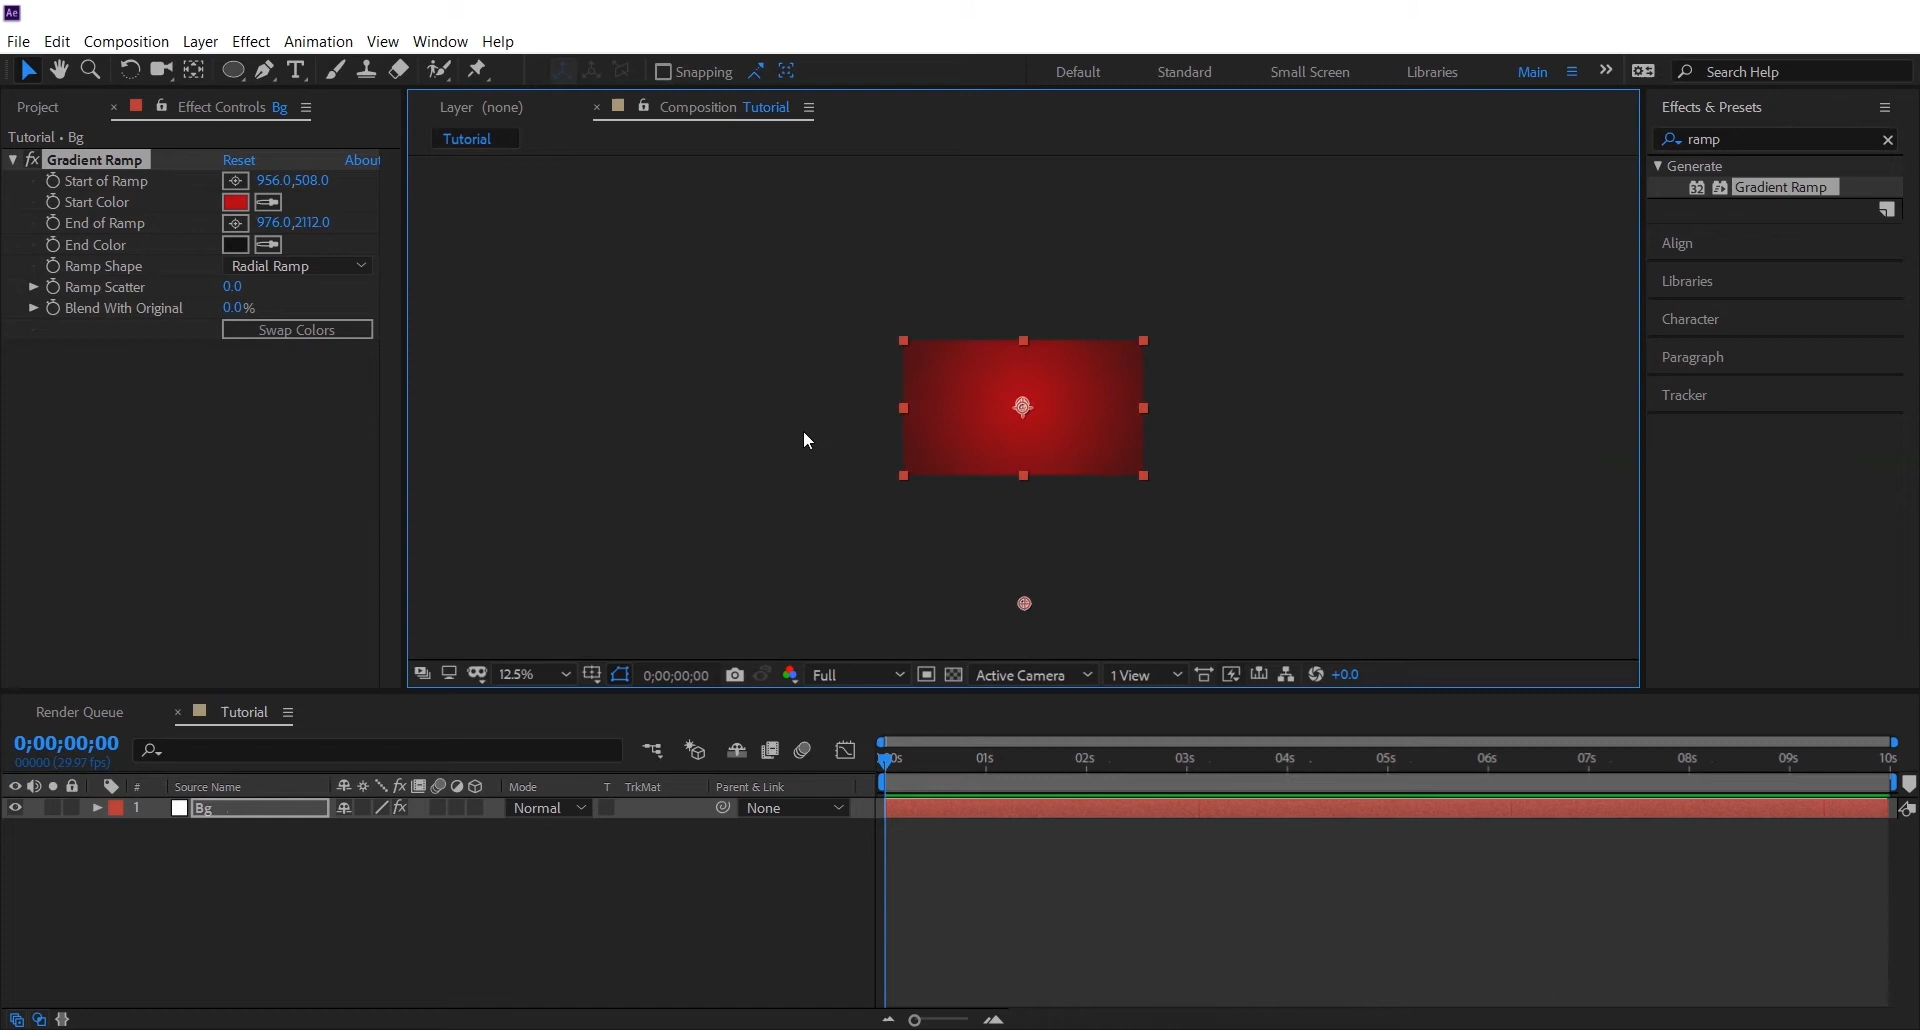 Ae
File Edit Composition Layer Effect Animation View Window Help
Snapping Default Standard Small Screen Libraries Main Search Help
Project × Effect Controls Bg
Tutorial • Bg
fx Gradient Ramp Reset About
Start of Ramp 956.0,508.0
Start Color
End of Ramp 976.0,2112.0
End Color
Ramp Shape Radial Ramp
Ramp Scatter 0.0
Blend With Original 0.0%
Swap Colors
Layer (none) × Composition Tutorial
Tutorial
12.5% 0;00;00;00 Full Active Camera 1 View +0.0
Effects & Presets
ramp
Generate
32 Gradient Ramp
Align
Libraries
Character
Paragraph
Tracker
Render Queue × Tutorial
0;00;00;00
00000 (29.97 fps)
00s 01s 02s 03s 04s 05s 06s 07s 08s 09s 10s
# Source Name fx Mode T TrkMat Parent & Link
1 Bg fx Normal None